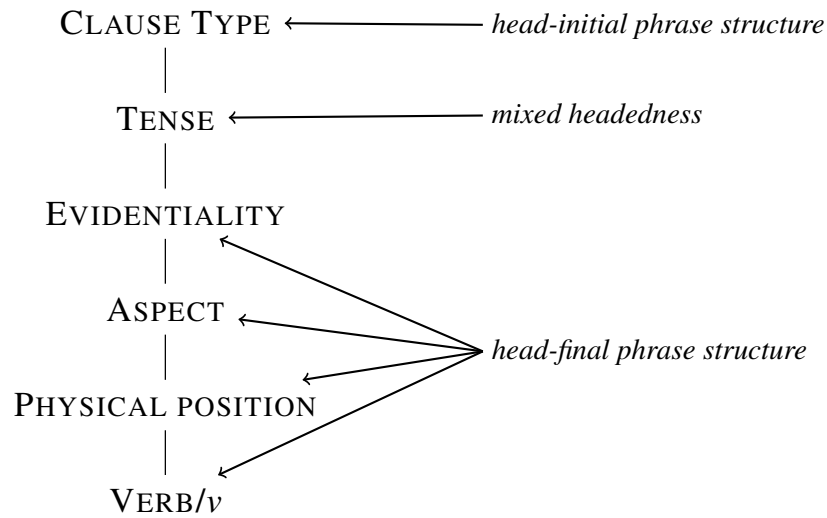 CLAUSE TYPE head-initial phrase structure
TENSE mixed headedness
EVIDENTIALITY
ASPECT
head-final phrase structure
PHYSICAL POSITION
VERB/v